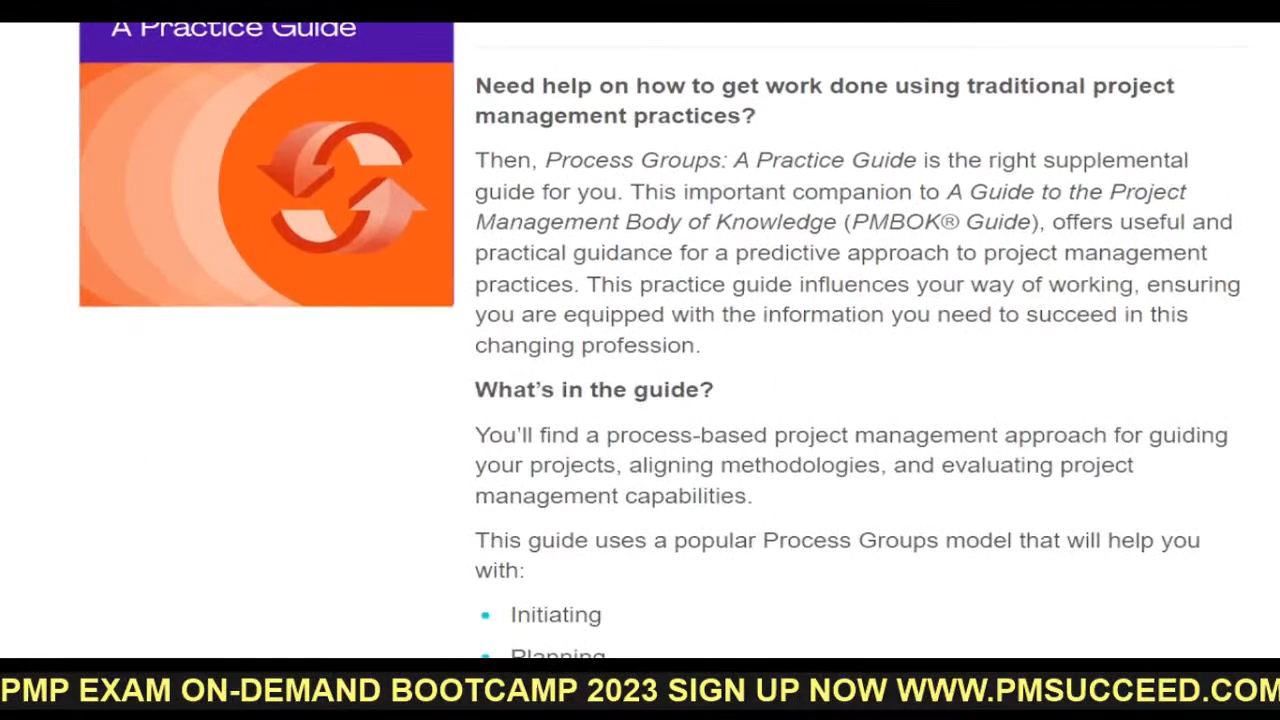 A Practice Guide
Need help on how to get work done using traditional project
management practices?
Then, Process Groups: A Practice Guide is the right supplemental
guide for you. This important companion to A Guide to the Project
Management Body of Knowledge (PMBOK® Guide), offers useful and
practical guidance for a predictive approach to project management
practices. This practice guide influences your way of working, ensuring
you are equipped with the information you need to succeed in this
changing profession.
What’s in the guide?
You’ll find a process-based project management approach for guiding
your projects, aligning methodologies, and evaluating project
management capabilities.
This guide uses a popular Process Groups model that will help you
with:
• Initiating
• Planning
PMP EXAM ON-DEMAND BOOTCAMP 2023 SIGN UP NOW WWW.PMSUCCEED.COM